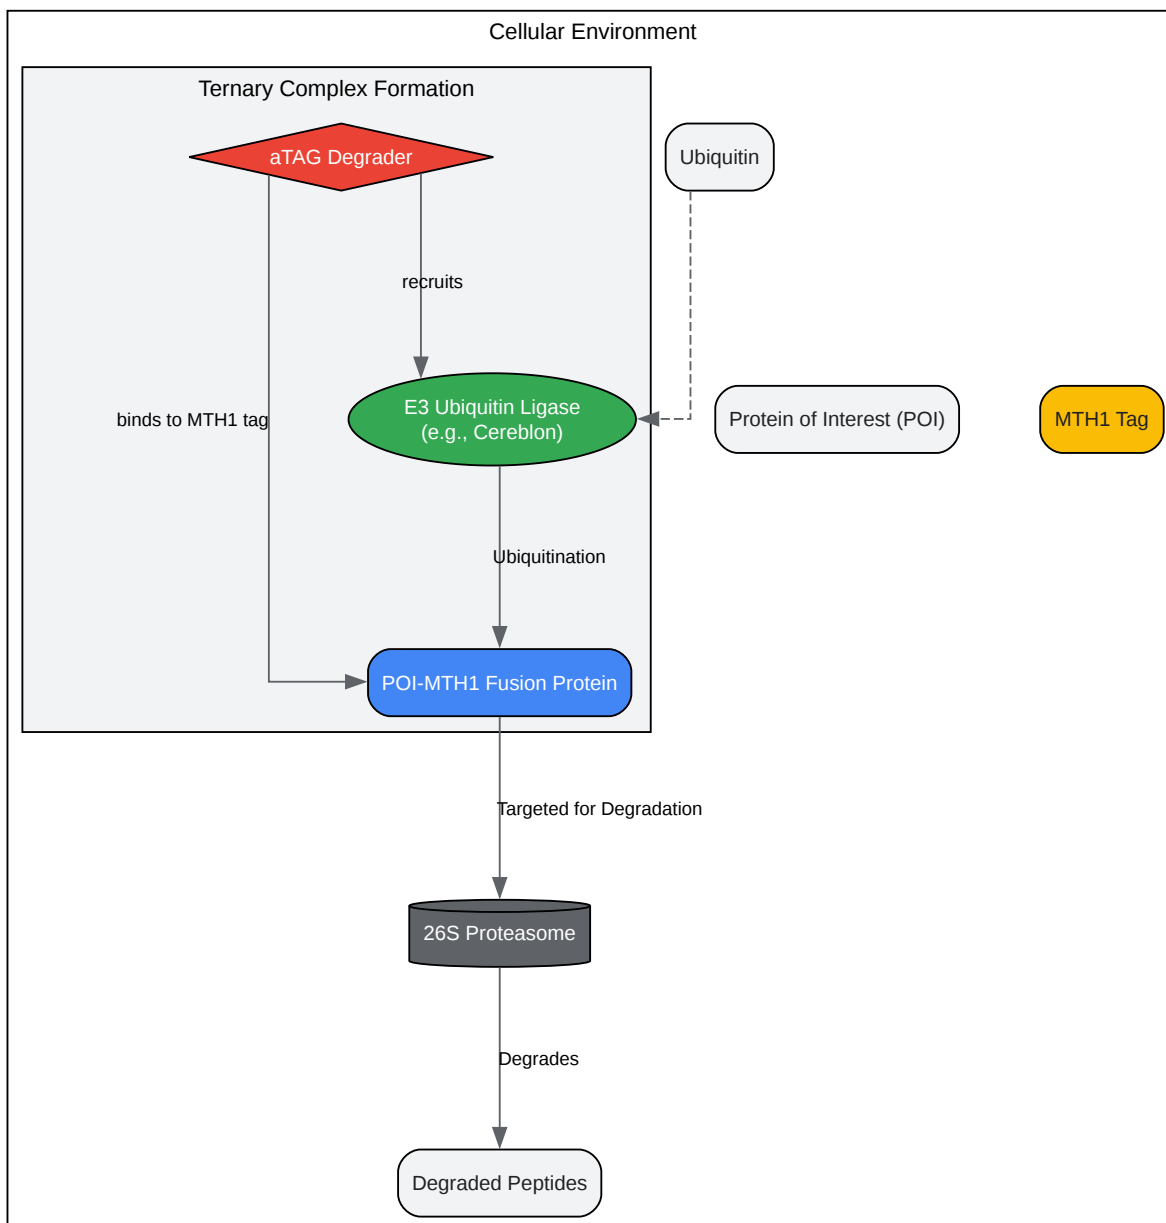 Cellular Environment
Ternary Complex Formation
aTAG Degrader
Ubiquitin
recruits
E3 Ubiquitin Ligase
(e.g., Cereblon)
binds to MTH1 tag
Protein of Interest (POI)
MTH1 Tag
Ubiquitination
POI-MTH1 Fusion Protein
Targeted for Degradation
26S Proteasome
Degrades
Degraded Peptides